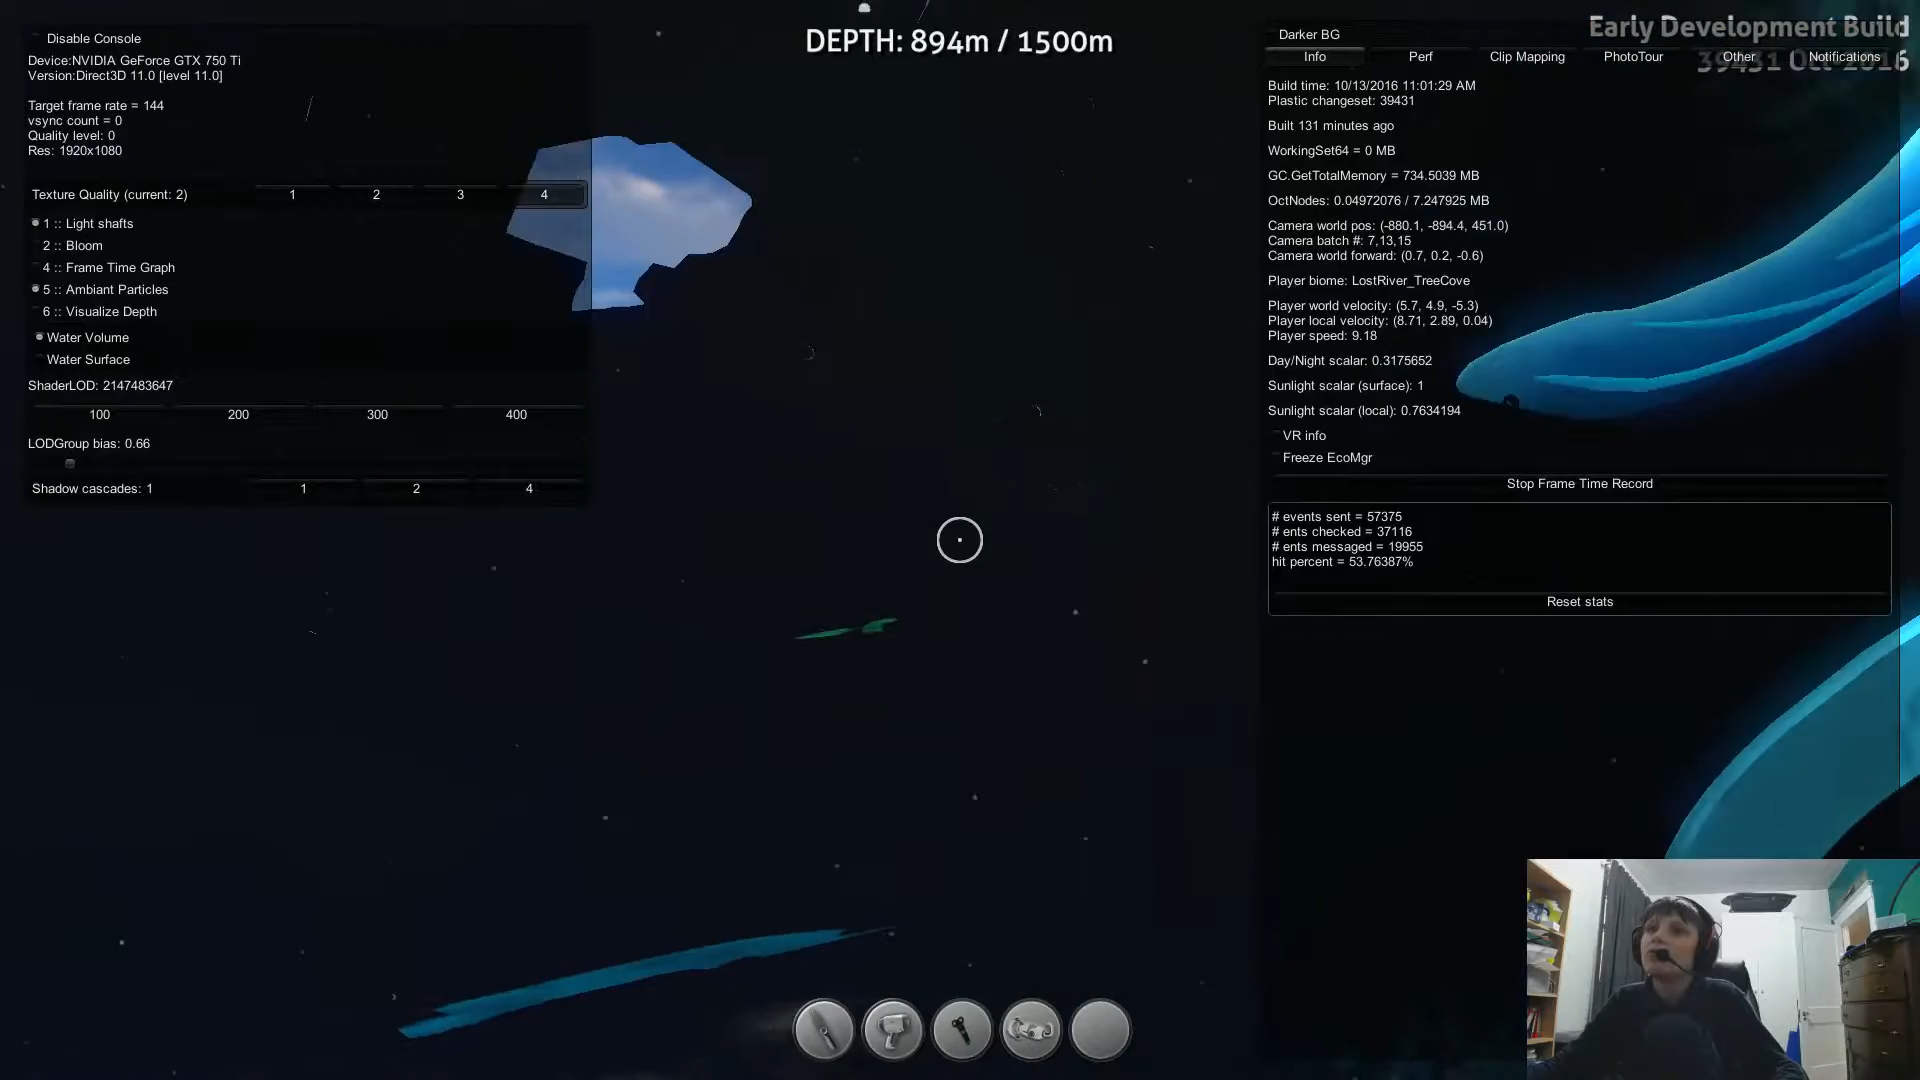 DEPTH: 894m / 1500m
Early Development Build
39431 Oct-2016
Disable Console
Device:NVIDIA GeForce GTX 750 Ti
Version:Direct3D 11.0 [level 11.0]
Target frame rate = 144
vsync count = 0
Quality level: 0
Res: 1920x1080
Texture Quality (current: 2) 1 2 3 4
1 :: Light shafts
2 :: Bloom
4 :: Frame Time Graph
5 :: Ambiant Particles
6 :: Visualize Depth
Water Volume
Water Surface
ShaderLOD: 2147483647
100 200 300 400
LODGroup bias: 0.66
Shadow cascades: 1 1 2 4
Darker BG
Info Perf Clip Mapping PhotoTour Other Notifications
Build time: 10/13/2016 11:01:29 AM
Plastic changeset: 39431
Built 131 minutes ago
WorkingSet64 = 0 MB
GC.GetTotalMemory = 734.5039 MB
OctNodes: 0.04972076 / 7.247925 MB
Camera world pos: (-880.1, -894.4, 451.0)
Camera batch #: 7,13,15
Camera world forward: (0.7, 0.2, -0.6)
Player biome: LostRiver_TreeCove
Player world velocity: (5.7, 4.9, -5.3)
Player local velocity: (8.71, 2.89, 0.04)
Player speed: 9.18
Day/Night scalar: 0.3175652
Sunlight scalar (surface): 1
Sunlight scalar (local): 0.7634194
VR info
Freeze EcoMgr
Stop Frame Time Record
# events sent = 57375
# ents checked = 37116
# ents messaged = 19955
hit percent = 53.76387%
Reset stats